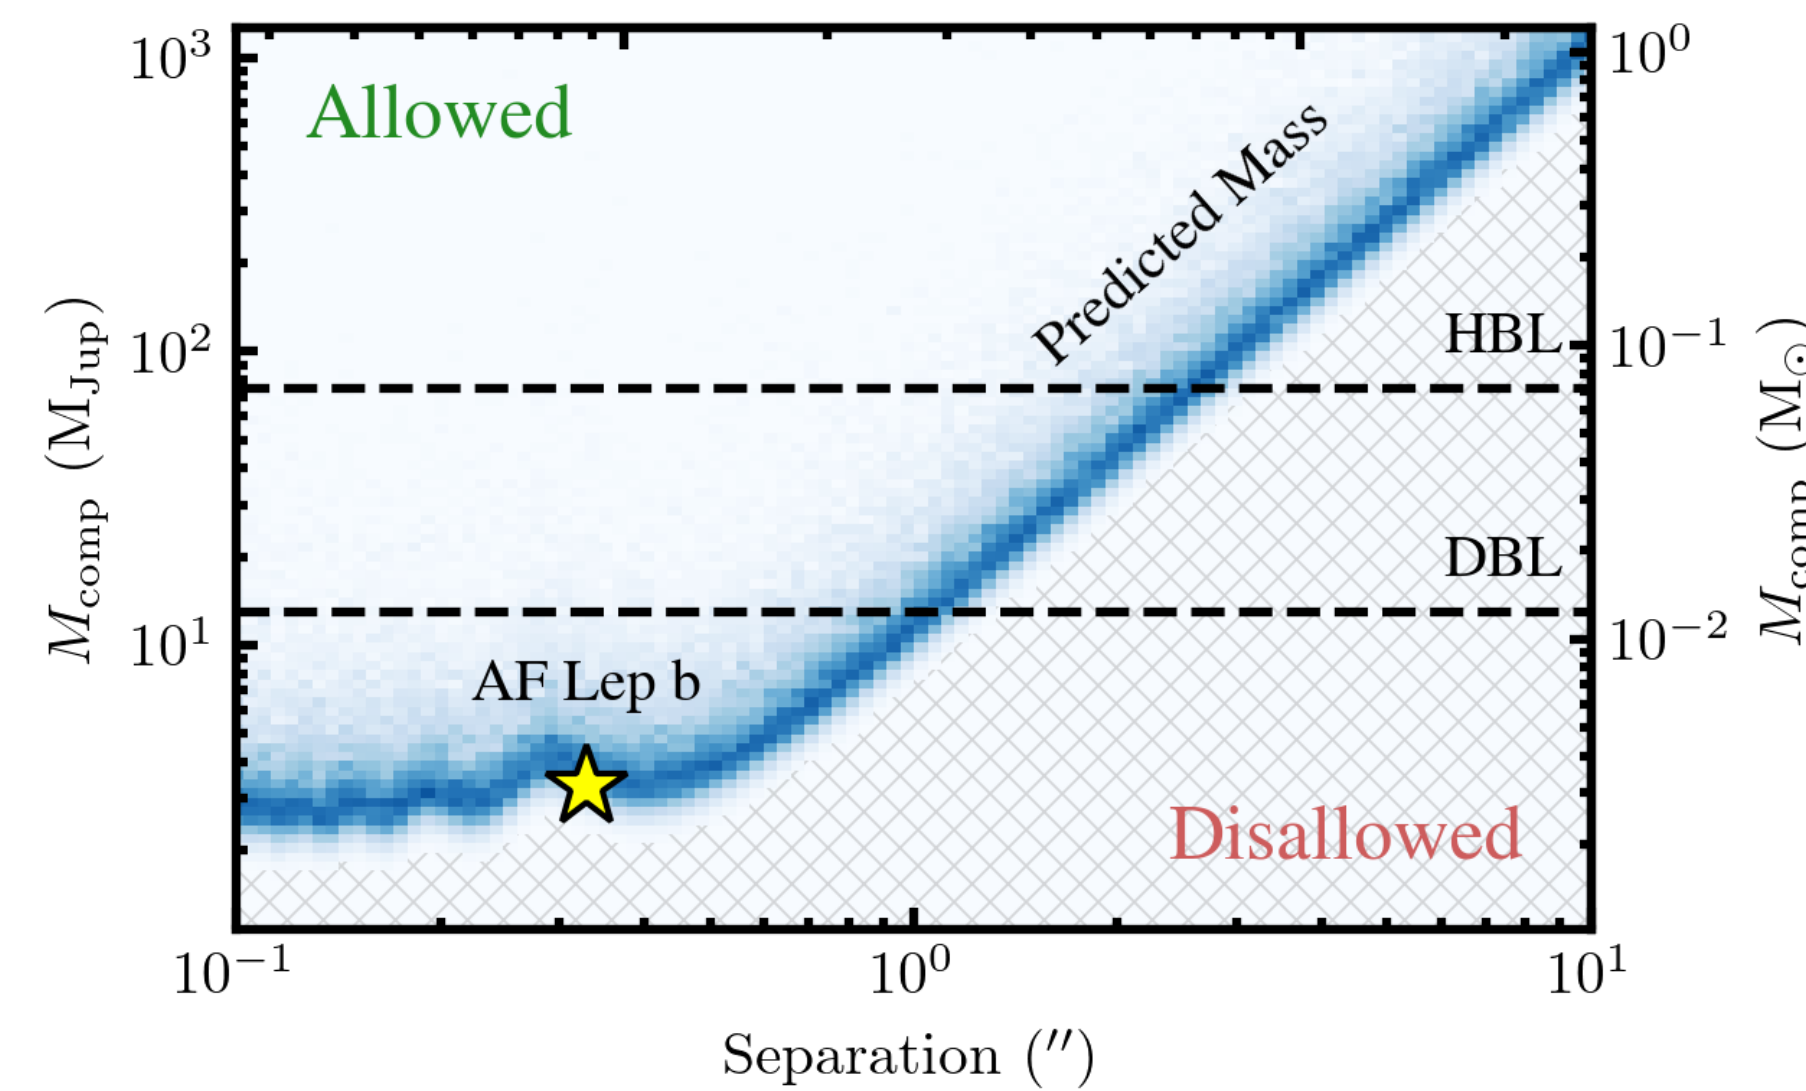 10³
10⁰
Allowed
Predicted Mass
HBL
10²
10⁻¹
M_comp (M_Jup)
M_comp (M_⊙)
DBL
10¹
10⁻²
AF Lep b
Disallowed
10⁻¹
10⁰
10¹
Separation (″)